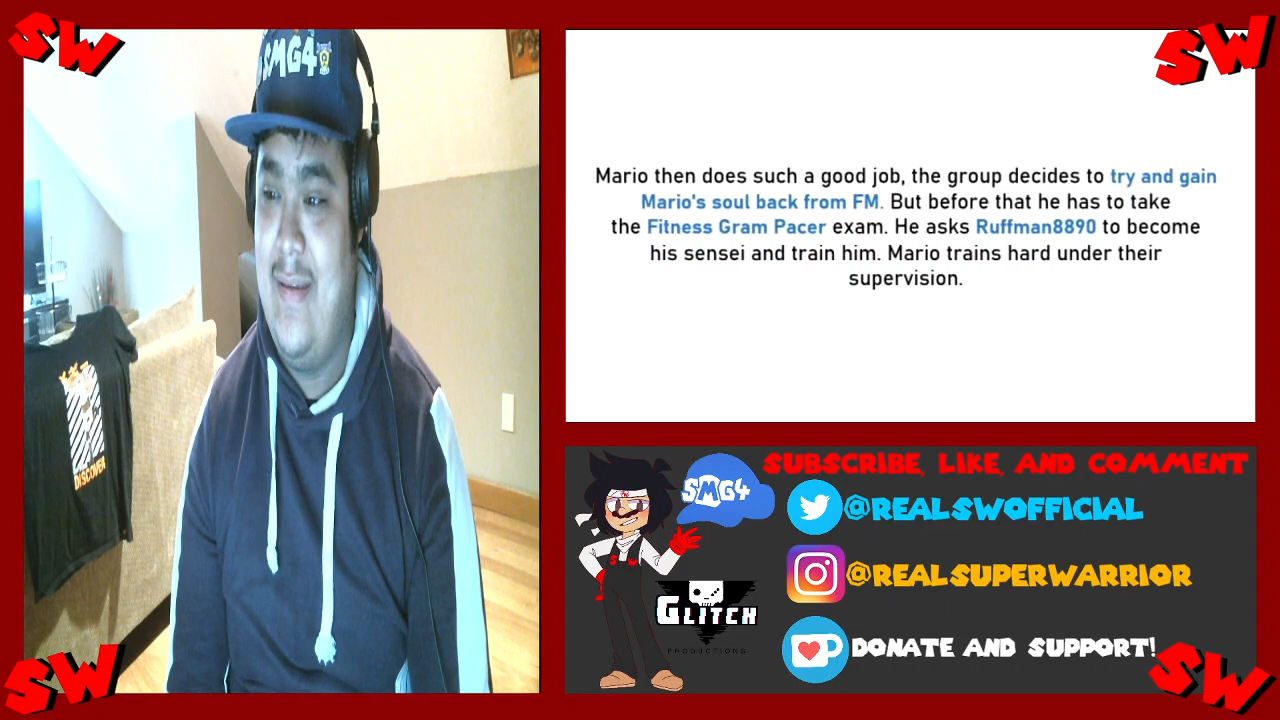 SW
SW
SMG4
DISCOVER
Mario then does such a good job, the group decides to try and gain
Mario's soul back from FM. But before that he has to take
the Fitness Gram Pacer exam. He asks Ruffman8890 to become
his sensei and train him. Mario trains hard under their
supervision.
SUBSCRIBE, LIKE, AND COMMENT
SMG4
@REALSWOFFICIAL
@REALSUPERWARRIOR
SW
GLITCH
PRODUCTIONS
DONATE AND SUPPORT!
SW
SW